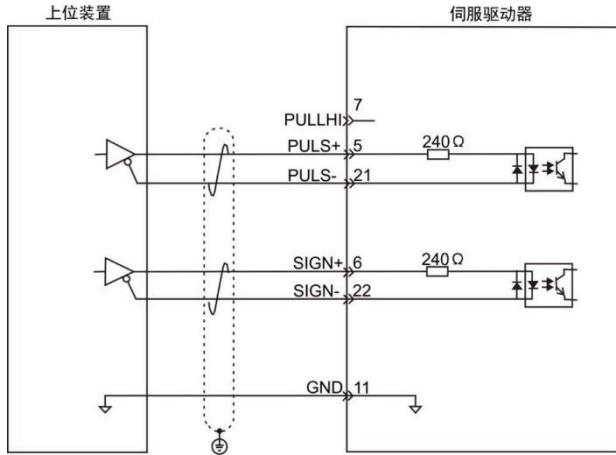 上位装置
伺服驱动器
7
PULLHI
PULS+ 5
240Ω
PULS- 21
SIGN+ 6
240Ω
SIGN- 22
GND 11